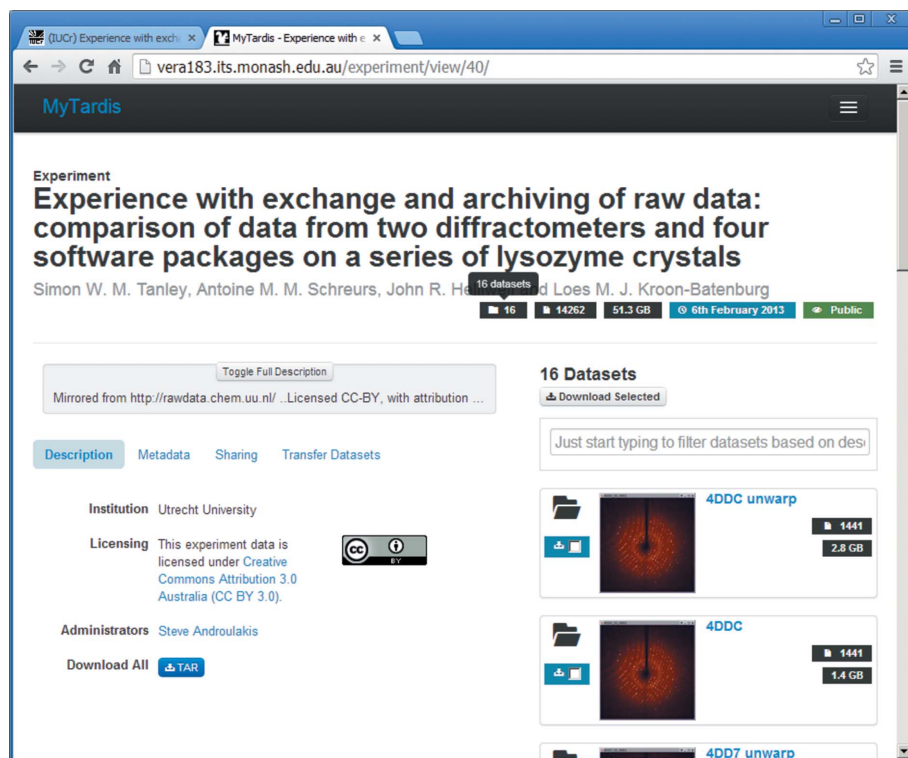 (IUCr) Experience with exch
MyTardis - Experience with e
vera183.its.monash.edu.au/experiment/view/40/
MyTardis
Experiment
Experience with exchange and archiving of raw data:
comparison of data from two diffractometers and four
software packages on a series of lysozyme crystals
Simon W. M. Tanley, Antoine M. M. Schreurs, John R. He and Loes M. J. Kroon-Batenburg
16 datasets
16 14262 51.3 GB 6th February 2013 Public
Toggle Full Description
Mirrored from http://rawdata.chem.uu.nl/ ..Licensed CC-BY, with attribution ...
Description Metadata Sharing Transfer Datasets
Institution Utrecht University
Licensing This experiment data is
licensed under Creative
Commons Attribution 3.0
Australia (CC BY 3.0).
cc
BY
Administrators Steve Androulakis
Download All TAR
16 Datasets
Download Selected
Just start typing to filter datasets based on des
4DDC unwarp
1441
2.8 GB
4DDC
1441
1.4 GB
4DD7 unwarp